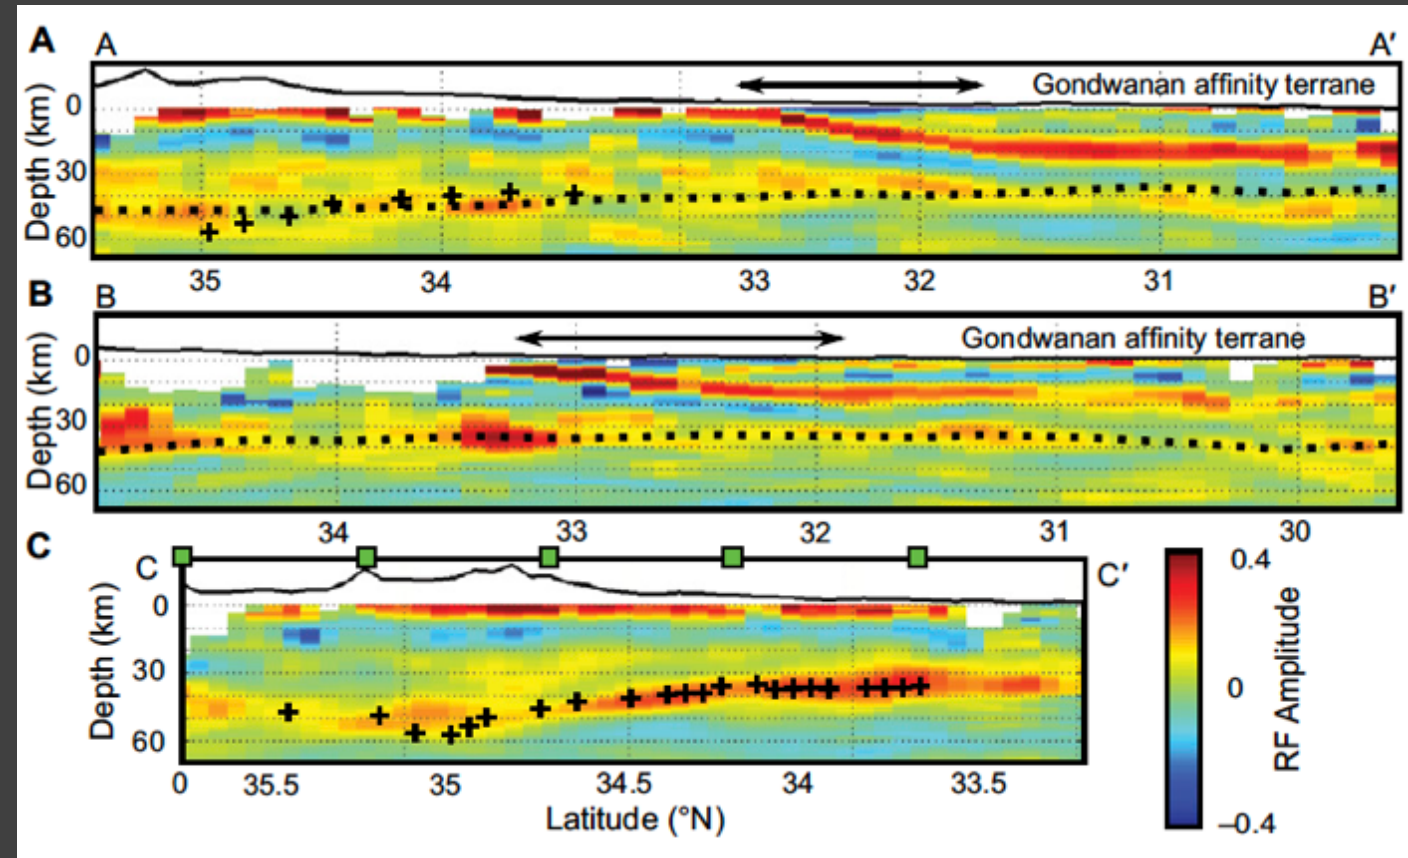 A
A
A′
Gondwanan affinity terrane
Depth (km)
0
30
60
35
34
33
32
31
B
B
B′
Gondwanan affinity terrane
Depth (km)
0
30
60
34
33
32
31
30
C
C
C′
Depth (km)
0
30
60
0
35.5
35
34.5
34
33.5
Latitude (°N)
0.4
0
–0.4
RF Amplitude